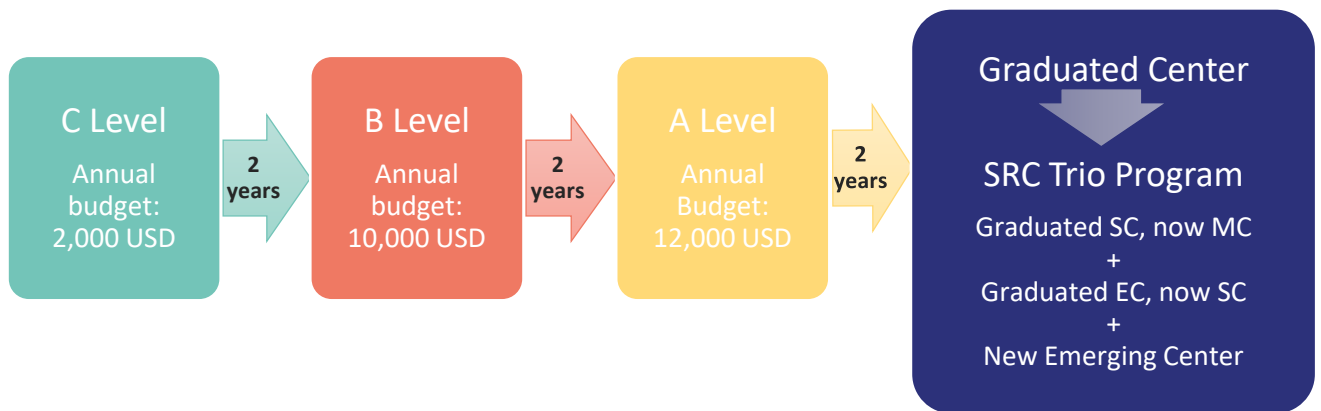 C Level
Annual
budget:
2,000 USD
2
years
B Level
Annual
budget:
10,000 USD
2
years
A Level
Annual
Budget:
12,000 USD
2
years
Graduated Center
SRC Trio Program
Graduated SC, now MC
+
Graduated EC, now SC
+
New Emerging Center